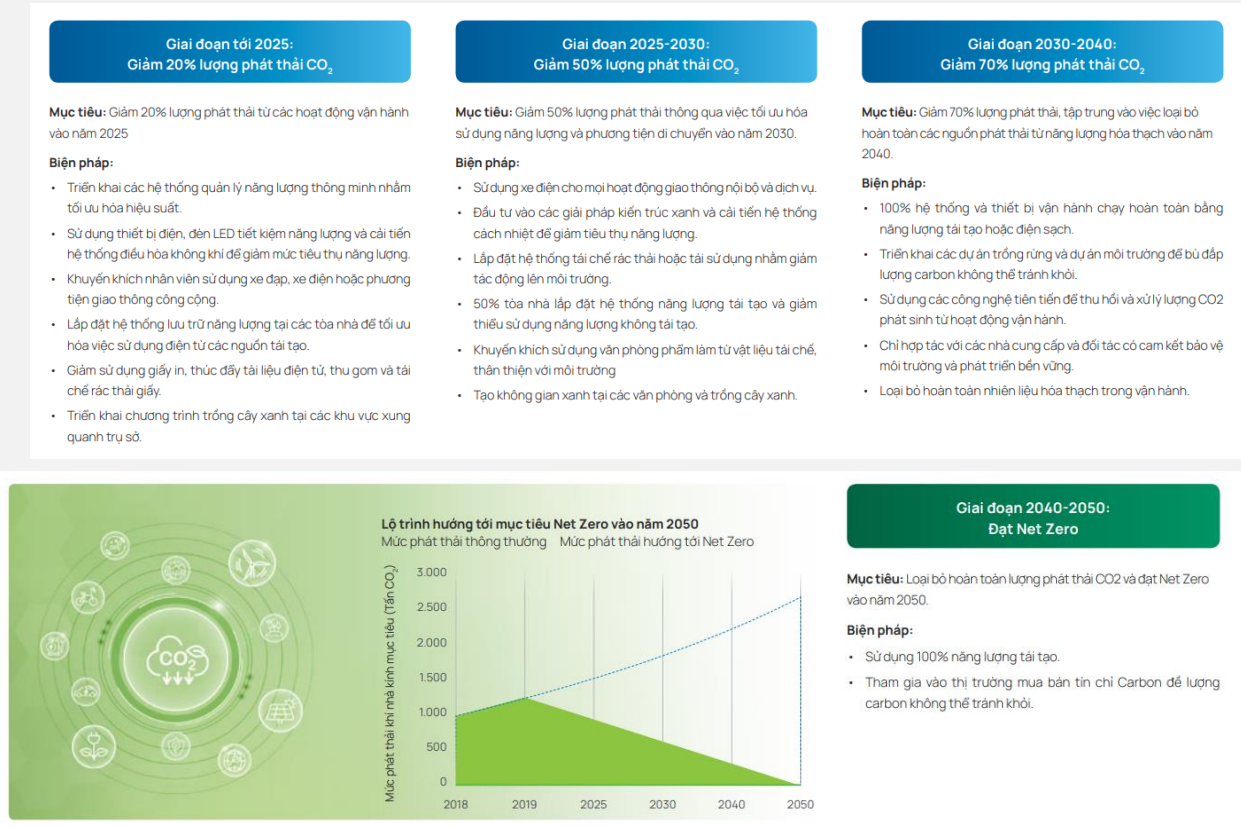 Giai đoạn tới 2025:
Giảm 20% lượng phát thải CO₂
Mục tiêu: Giảm 20% lượng phát thải từ các hoạt động vận hành
vào năm 2025
Biện pháp:
• Triển khai các hệ thống quản lý năng lượng thông minh nhằm
tối ưu hóa hiệu suất.
• Sử dụng thiết bị điện, đèn LED tiết kiệm năng lượng và cải tiến
hệ thống điều hòa không khí để giảm mức tiêu thụ năng lượng.
• Khuyến khích nhân viên sử dụng xe đạp, xe điện hoặc phương
tiện giao thông công cộng.
• Lắp đặt hệ thống lưu trữ năng lượng tại các tòa nhà để tối ưu
hóa việc sử dụng điện từ các nguồn tái tạo.
• Giảm sử dụng giấy in, thúc đẩy tài liệu điện tử, thu gom và tái
chế rác thải giấy.
• Triển khai chương trình trồng cây xanh tại các khu vực xung
quanh trụ sở.
Giai đoạn 2025-2030:
Giảm 50% lượng phát thải CO₂
Mục tiêu: Giảm 50% lượng phát thải thông qua việc tối ưu hóa
sử dụng năng lượng và phương tiện di chuyển vào năm 2030.
Biện pháp:
• Sử dụng xe điện cho mọi hoạt động giao thông nội bộ và dịch vụ.
• Đầu tư vào các giải pháp kiến trúc xanh và cải tiến hệ thống
cách nhiệt để giảm tiêu thụ năng lượng.
• Lắp đặt hệ thống tái chế rác thải hoặc tái sử dụng nhằm giảm
tác động lên môi trường.
• 50% tòa nhà lắp đặt hệ thống năng lượng tái tạo và giảm
thiểu sử dụng năng lượng không tái tạo.
• Khuyến khích sử dụng văn phòng phẩm làm từ vật liệu tái chế,
thân thiện với môi trường
• Tạo không gian xanh tại các văn phòng và trồng cây xanh.
Giai đoạn 2030-2040:
Giảm 70% lượng phát thải CO₂
Mục tiêu: Giảm 70% lượng phát thải, tập trung vào việc loại bỏ
hoàn toàn các nguồn phát thải từ năng lượng hóa thạch vào năm
2040.
Biện pháp:
• 100% hệ thống và thiết bị vận hành chạy hoàn toàn bằng
năng lượng tái tạo hoặc điện sạch.
• Triển khai các dự án trồng rừng và dự án môi trường để bù đắp
lượng carbon không thể tránh khỏi.
• Sử dụng các công nghệ tiên tiến để thu hồi và xử lý lượng CO2
phát sinh từ hoạt động vận hành.
• Chỉ hợp tác với các nhà cung cấp và đối tác có cam kết bảo vệ
môi trường và phát triển bền vững.
• Loại bỏ hoàn toàn nhiên liệu hóa thạch trong vận hành.
CO₂
Lộ trình hướng tới mục tiêu Net Zero vào năm 2050
Mức phát thải thông thường Mức phát thải hướng tới Net Zero
Mức phát thải khí nhà kính mục tiêu (Tấn CO₂)
3.000
2.500
2.000
1.500
1.000
500
0
2018 2019 2025 2030 2040 2050
Giai đoạn 2040-2050:
Đạt Net Zero
Mục tiêu: Loại bỏ hoàn toàn lượng phát thải CO2 và đạt Net Zero
vào năm 2050.
Biện pháp:
• Sử dụng 100% năng lượng tái tạo.
• Tham gia vào thị trường mua bán tín chỉ Carbon để lượng
carbon không thể tránh khỏi.